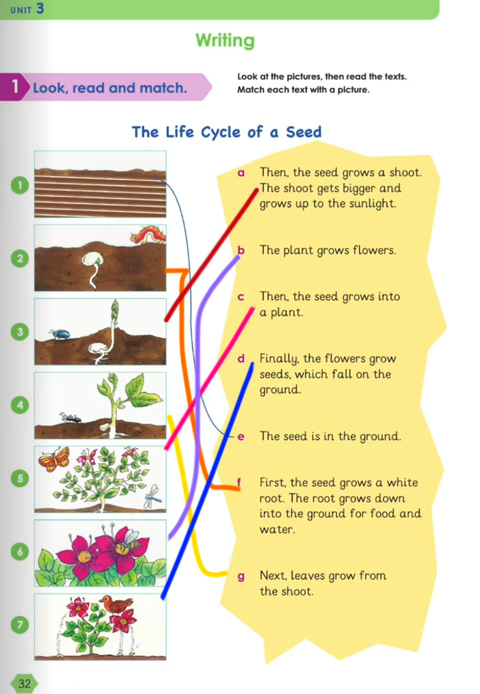 UNIT 3
Writing
1 Look, read and match.
Look at the pictures, then read the texts.
Match each text with a picture.
The Life Cycle of a Seed
1
2
3
4
5
6
7
a Then, the seed grows a shoot.
The shoot gets bigger and
grows up to the sunlight.
b The plant grows flowers.
c Then, the seed grows into
a plant.
d Finally, the flowers grow
seeds, which fall on the
ground.
e The seed is in the ground.
f First, the seed grows a white
root. The root grows down
into the ground for food and
water.
g Next, leaves grow from
the shoot.
32